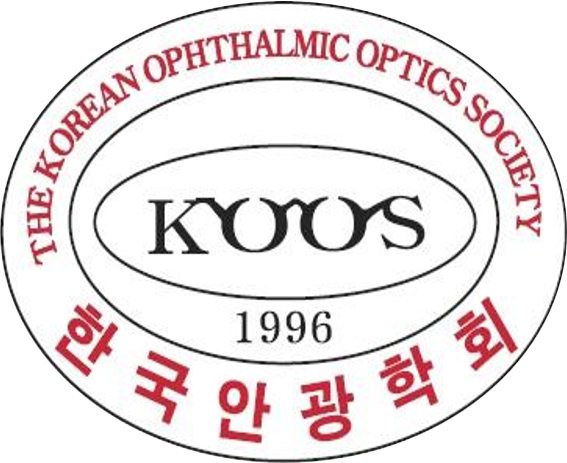 THE KOREAN OPHTHALMIC OPTICS SOCIETY
KOOS
1996
한국안광학회